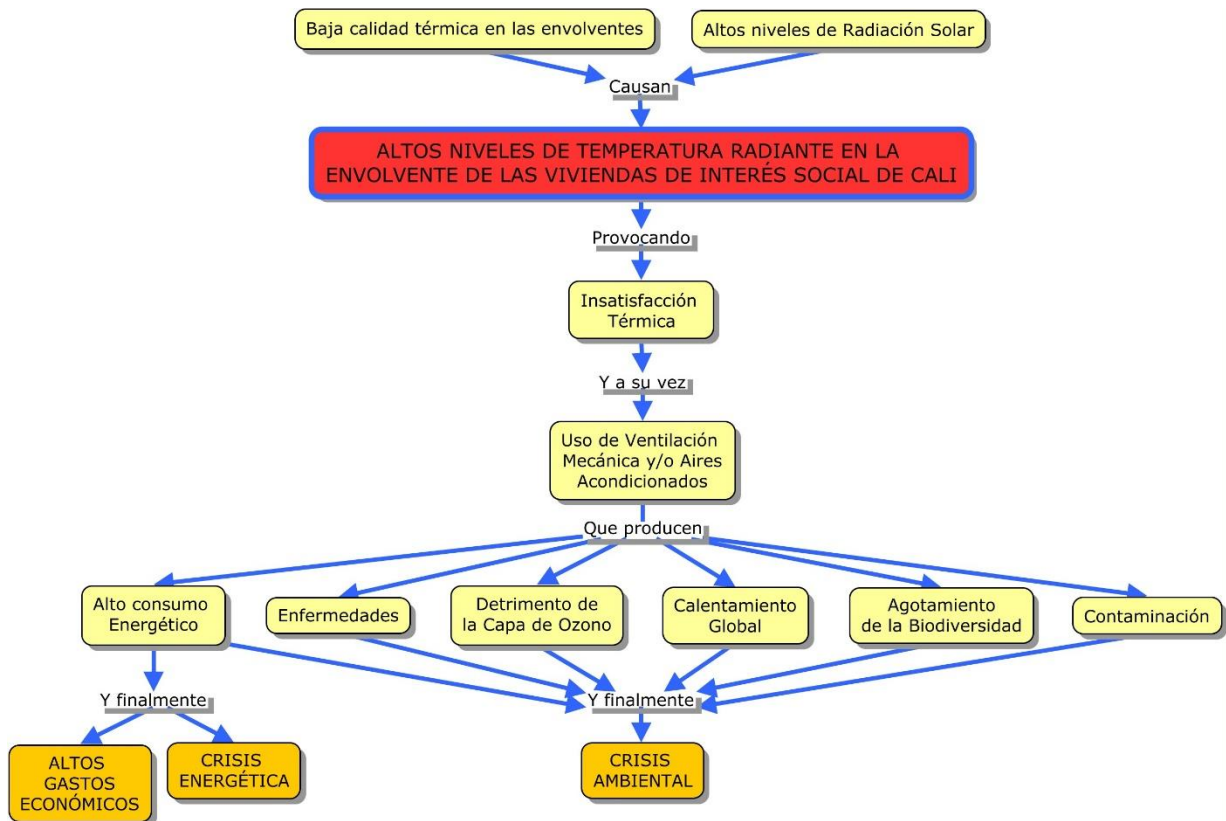 Baja calidad térmica en las envolventes
Altos niveles de Radiación Solar
Causan
ALTOS NIVELES DE TEMPERATURA RADIANTE EN LA
ENVOLVENTE DE LAS VIVIENDAS DE INTERÉS SOCIAL DE CALI
Provocando
Insatisfacción
Térmica
Y a su vez
Uso de Ventilación
Mecánica y/o Aires
Acondicionados
Que producen
Alto consumo
Energético
Enfermedades
Detrimento de
la Capa de Ozono
Calentamiento
Global
Agotamiento
de la Biodiversidad
Contaminación
Y finalmente
Y finalmente
ALTOS
GASTOS
ECONÓMICOS
CRISIS
ENERGÉTICA
CRISIS
AMBIENTAL